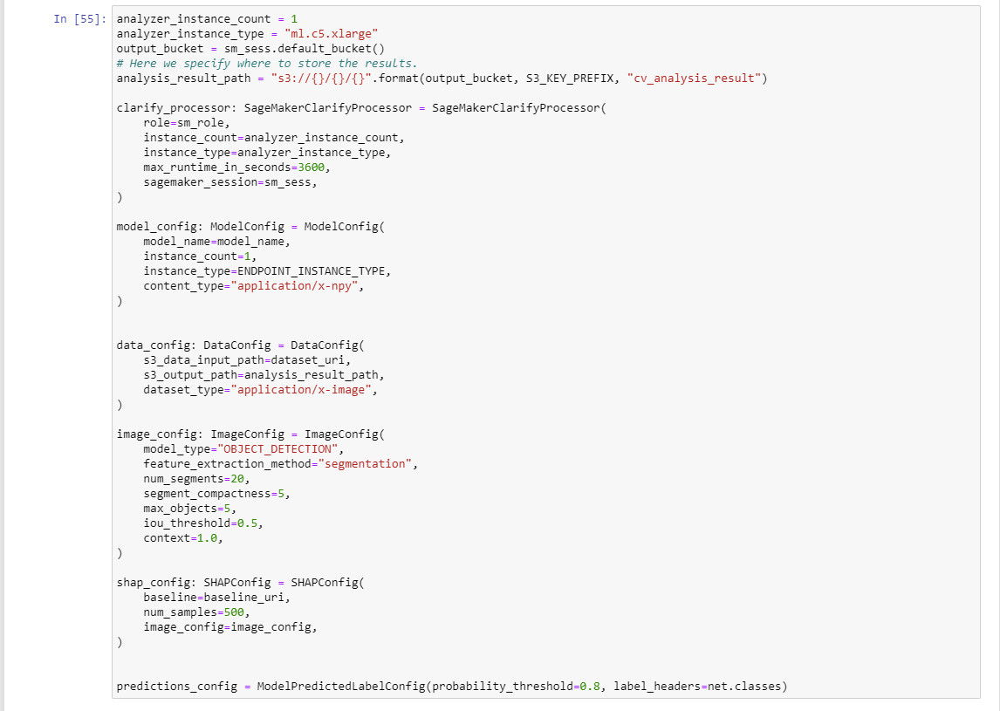 In [55]: analyzer_instance_count = 1
analyzer_instance_type = "ml.c5.xlarge"
output_bucket = sm_sess.default_bucket()
# Here we specify where to store the results.
analysis_result_path = "s3://{}/{}/{}".format(output_bucket, S3_KEY_PREFIX, "cv_analysis_result")

clarify_processor: SageMakerClarifyProcessor = SageMakerClarifyProcessor(
    role=sm_role,
    instance_count=analyzer_instance_count,
    instance_type=analyzer_instance_type,
    max_runtime_in_seconds=3600,
    sagemaker_session=sm_sess,
)

model_config: ModelConfig = ModelConfig(
    model_name=model_name,
    instance_count=1,
    instance_type=ENDPOINT_INSTANCE_TYPE,
    content_type="application/x-npy",
)


data_config: DataConfig = DataConfig(
    s3_data_input_path=dataset_uri,
    s3_output_path=analysis_result_path,
    dataset_type="application/x-image",
)

image_config: ImageConfig = ImageConfig(
    model_type="OBJECT_DETECTION",
    feature_extraction_method="segmentation",
    num_segments=20,
    segment_compactness=5,
    max_objects=5,
    iou_threshold=0.5,
    context=1.0,
)

shap_config: SHAPConfig = SHAPConfig(
    baseline=baseline_uri,
    num_samples=500,
    image_config=image_config,
)


predictions_config = ModelPredictedLabelConfig(probability_threshold=0.8, label_headers=net.classes)